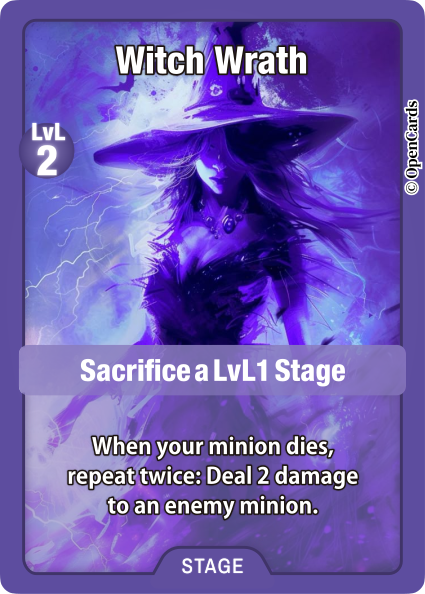 Witch Wrath
LvL
2
© OpenCards
Sacrifice a LvL1 Stage
When your minion dies,
repeat twice: Deal 2 damage
to an enemy minion.
STAGE